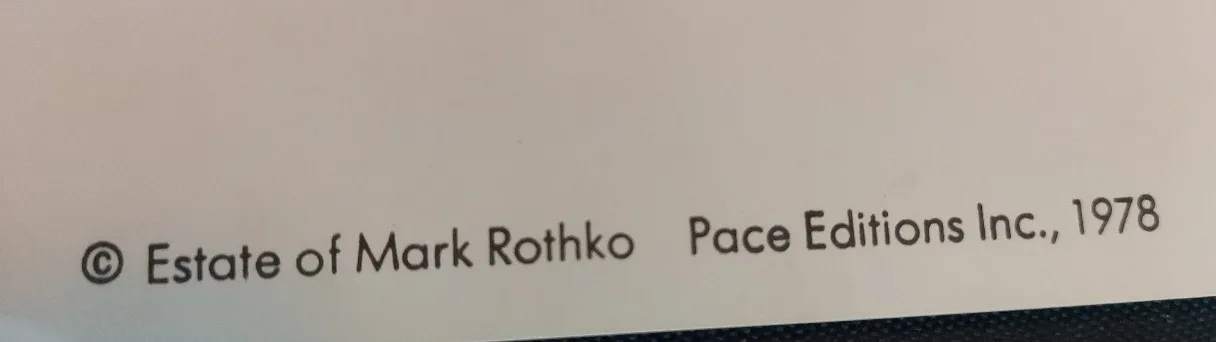 © Estate of Mark Rothko Pace Editions Inc., 1978